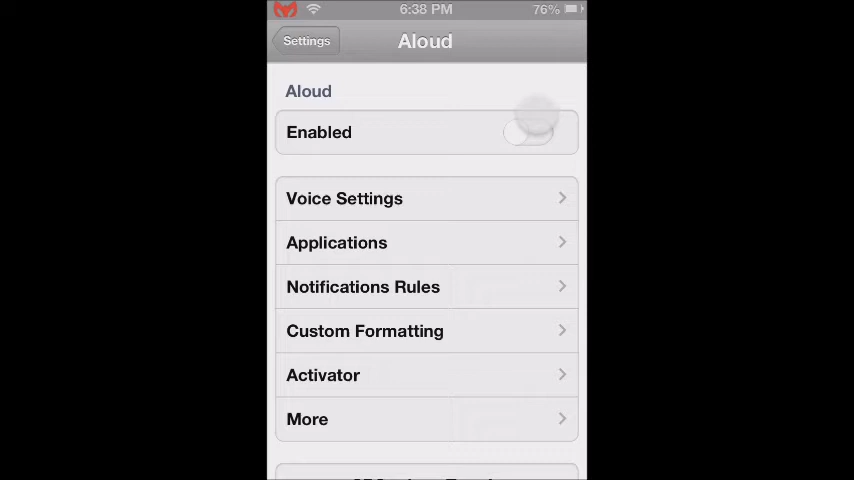 6:38 PM
76%
Settings
Aloud
Aloud
Enabled
Voice Settings
Applications
Notifications Rules
Custom Formatting
Activator
More